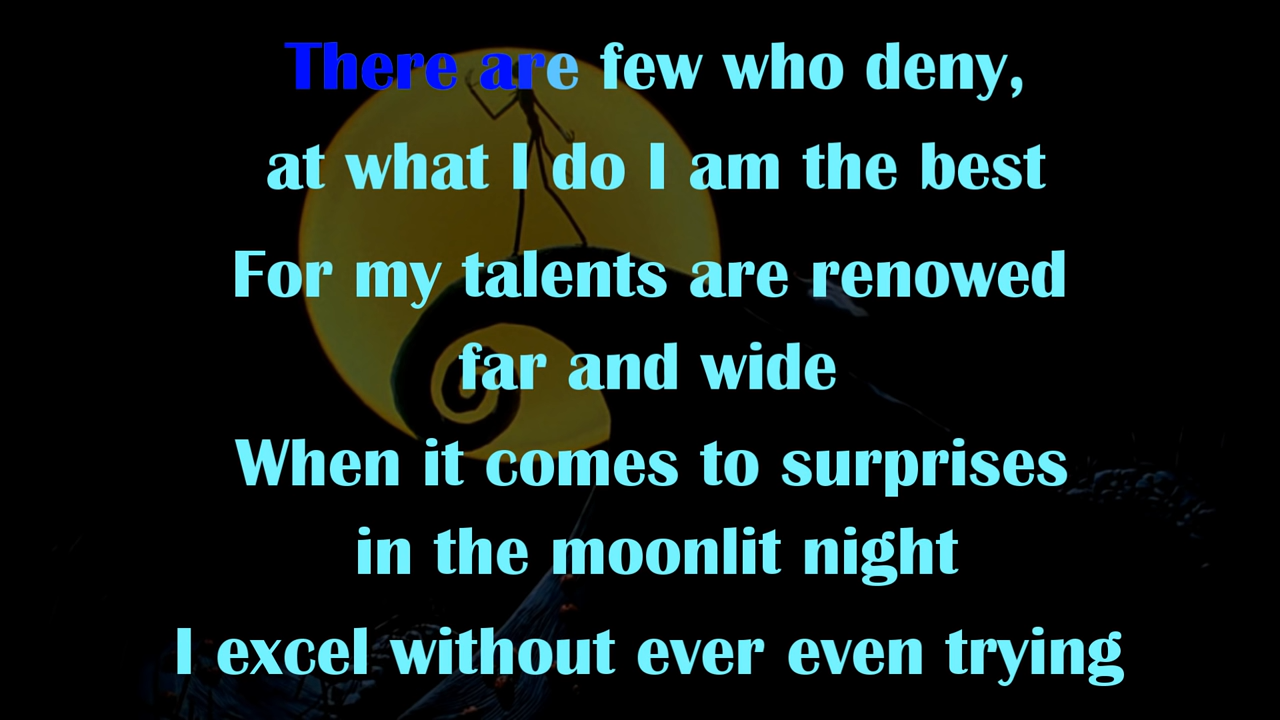 There are few who deny,
at what I do I am the best
For my talents are renowed
far and wide
When it comes to surprises
in the moonlit night
I excel without ever even trying